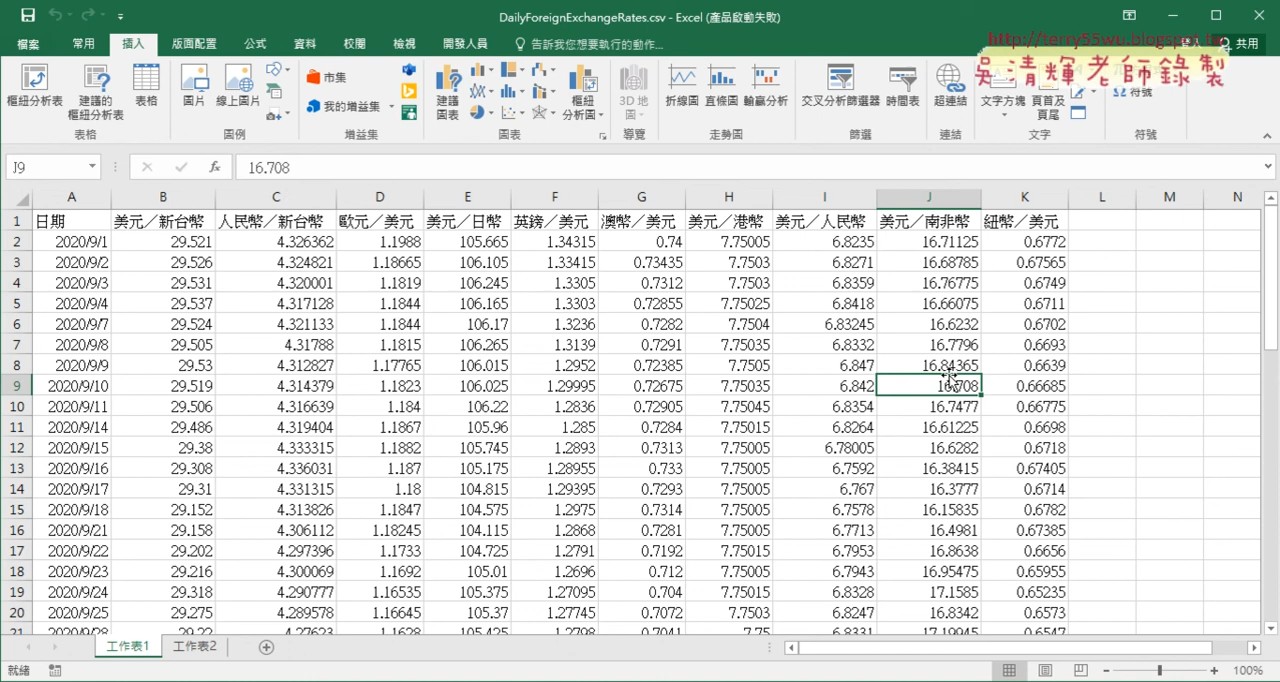 DailyForeignExchangeRates.csv - Excel (產品啟動失敗)
檔案 常用 插入 版面配置 公式 資料 校閱 檢視 開發人員 告訴我您想要執行的動作... 登入 共用
http://terry55wu.blogspot.tw
吳清輝老師錄製
樞紐分析表 建議的樞紐分析表 表格 圖片 線上圖片 市集 我的增益集 建議圖表 樞紐分析圖 3D 地圖 折線圖 直條圖 輸贏分析 交叉分析篩選器 時間表 超連結 文字方塊 頁首及頁尾 符號
表格 圖例 增益集 圖表 導覽 走勢圖 篩選 連結 文字 符號
J9 fx 16.708
A B C D E F G H I J K L M N
1 日期 美元／新台幣 人民幣／新台幣 歐元／美元 美元／日幣 英鎊／美元 澳幣／美元 美元／港幣 美元／人民幣 美元／南非幣 紐幣／美元
2 2020/9/1 29.521 4.326362 1.1988 105.665 1.34315 0.74 7.75005 6.8235 16.71125 0.6772
3 2020/9/2 29.526 4.324821 1.18665 106.105 1.33415 0.73435 7.7503 6.8271 16.68785 0.67565
4 2020/9/3 29.531 4.320001 1.1819 106.245 1.3305 0.7312 7.7503 6.8359 16.76775 0.6749
5 2020/9/4 29.537 4.317128 1.1844 106.165 1.3303 0.72855 7.75025 6.8418 16.66075 0.6711
6 2020/9/7 29.524 4.321133 1.1844 106.17 1.3236 0.7282 7.7504 6.83245 16.6232 0.6702
7 2020/9/8 29.505 4.31788 1.1815 106.265 1.3139 0.7291 7.75035 6.8332 16.7796 0.6693
8 2020/9/9 29.53 4.312827 1.17765 106.015 1.2952 0.72385 7.7505 6.847 16.84365 0.6639
9 2020/9/10 29.519 4.314379 1.1823 106.025 1.29995 0.72675 7.75035 6.842 16.708 0.66685
10 2020/9/11 29.506 4.316639 1.184 106.22 1.2836 0.72905 7.75045 6.8354 16.7477 0.66775
11 2020/9/14 29.486 4.319404 1.1867 105.96 1.285 0.7284 7.75015 6.8264 16.61225 0.6698
12 2020/9/15 29.38 4.333315 1.1882 105.745 1.2893 0.7313 7.75005 6.78005 16.6282 0.6718
13 2020/9/16 29.308 4.336031 1.187 105.175 1.28955 0.733 7.75005 6.7592 16.38415 0.67405
14 2020/9/17 29.31 4.331315 1.18 104.815 1.29395 0.7293 7.75005 6.767 16.3777 0.6714
15 2020/9/18 29.152 4.313826 1.1847 104.575 1.2975 0.7314 7.75005 6.7578 16.15835 0.6782
16 2020/9/21 29.158 4.306112 1.18245 104.115 1.2868 0.7281 7.75005 6.7713 16.4981 0.67385
17 2020/9/22 29.202 4.297396 1.1733 104.725 1.2791 0.7192 7.75015 6.7953 16.8638 0.6656
18 2020/9/23 29.216 4.300069 1.1692 105.01 1.2696 0.712 7.75005 6.7943 16.95475 0.65955
19 2020/9/24 29.318 4.290777 1.16535 105.375 1.27095 0.704 7.75015 6.8328 17.1585 0.65235
20 2020/9/25 29.275 4.289578 1.16645 105.37 1.27745 0.7072 7.7503 6.8247 16.8342 0.6573
21 2020/9/28 29.22 4.27623 1.1628 105.425 1.2798 0.7041 7.75 6.8331 17.19945 0.6547
工作表1 工作表2
就緒 100%